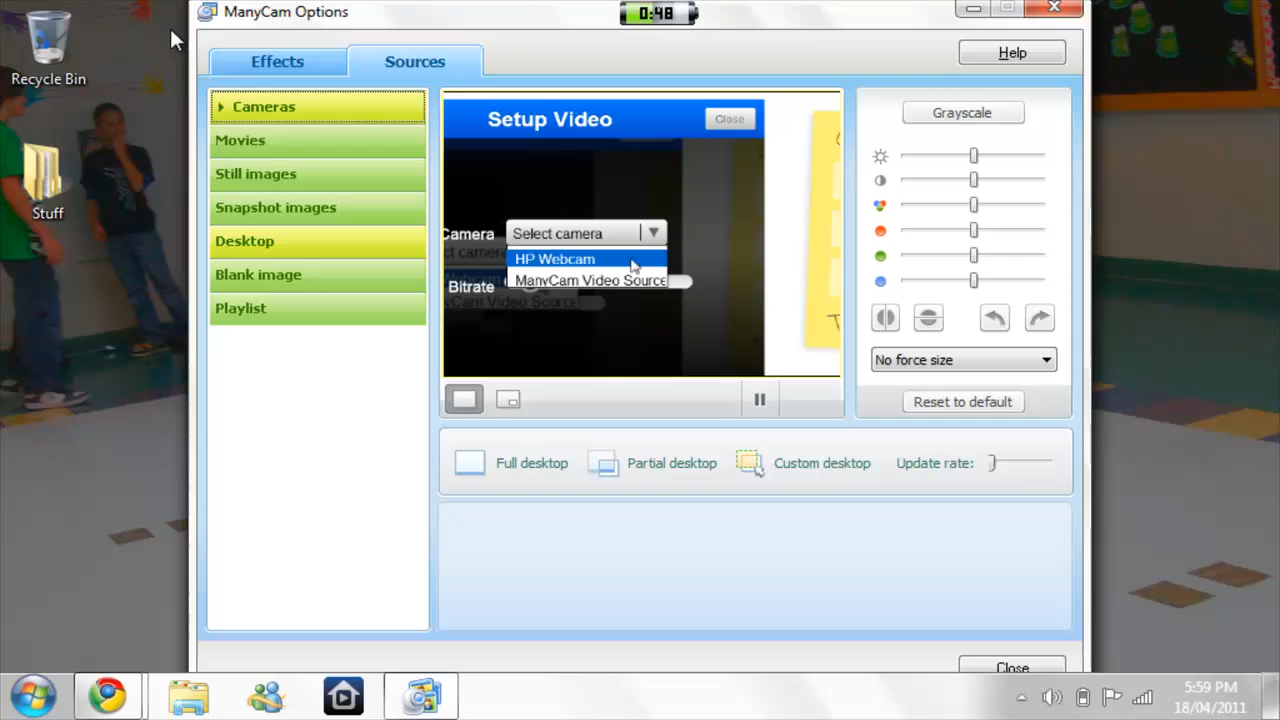 ManyCam Options
0:48
Recycle Bin
Effects
Sources
Help
Cameras
Movies
Still images
Snapshot images
Desktop
Blank image
Playlist
Stuff
Setup Video
Close
Camera
Select camera
HP Webcam
ManyCam Video Source
Bitrate
Grayscale
No force size
Reset to default
Full desktop
Partial desktop
Custom desktop
Update rate:
Close
5:59 PM
18/04/2011